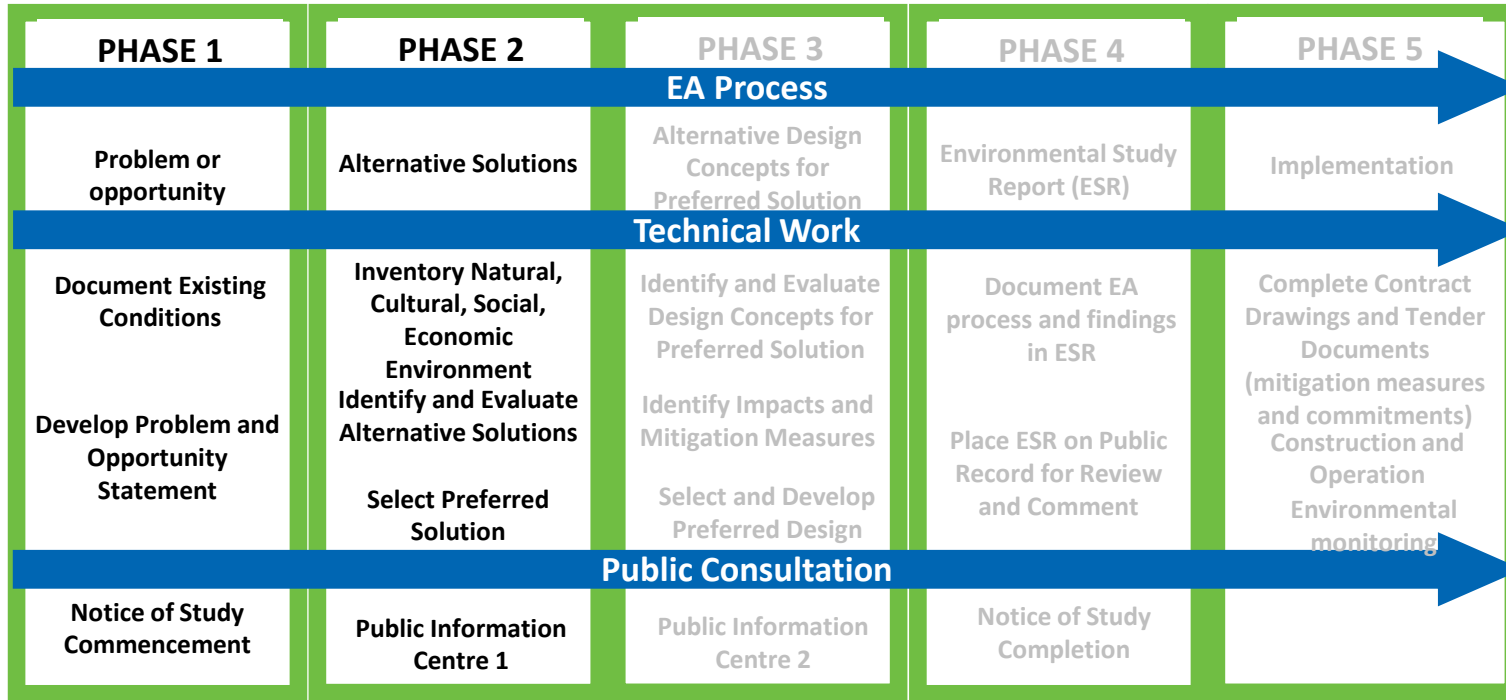 PHASE 1
PHASE 2
PHASE 3
PHASE 4
PHASE 5
EA Process
Problem or
opportunity
Alternative Solutions
Alternative Design
Concepts for
Preferred Solution
Environmental Study
Report (ESR)
Implementation
Technical Work
Document Existing
Conditions
Develop Problem and
Opportunity
Statement
Inventory Natural,
Cultural, Social,
Economic
Environment
Identify and Evaluate
Alternative Solutions
Select Preferred
Solution
Identify and Evaluate
Design Concepts for
Preferred Solution
Identify Impacts and
Mitigation Measures
Select and Develop
Preferred Design
Document EA
process and findings
in ESR
Place ESR on Public
Record for Review
and Comment
Complete Contract
Drawings and Tender
Documents
(mitigation measures
and commitments)
Construction and
Operation
Environmental
monitoring
Public Consultation
Notice of Study
Commencement
Public Information
Centre 1
Public Information
Centre 2
Notice of Study
Completion